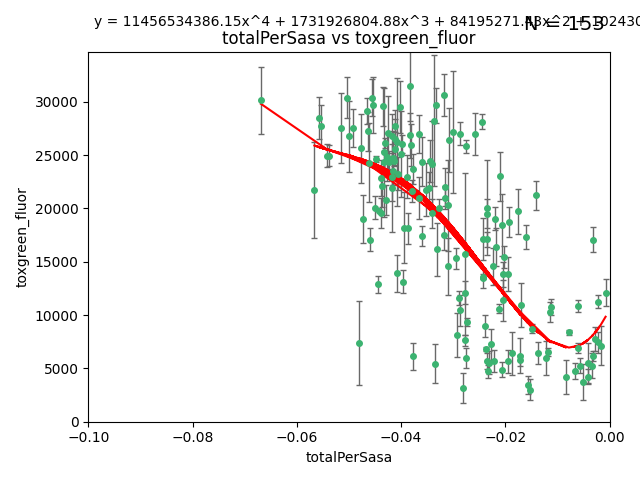 y = 11456534386.15x^4 + 1731926804.88x^3 + 84195271.
N = 153
totalPerSasa vs toxgreen_fluor
toxgreen_fluor
30000
25000
20000
15000
10000
5000
0
−0.10 −0.08 −0.06 −0.04 −0.02 0.00
totalPerSasa